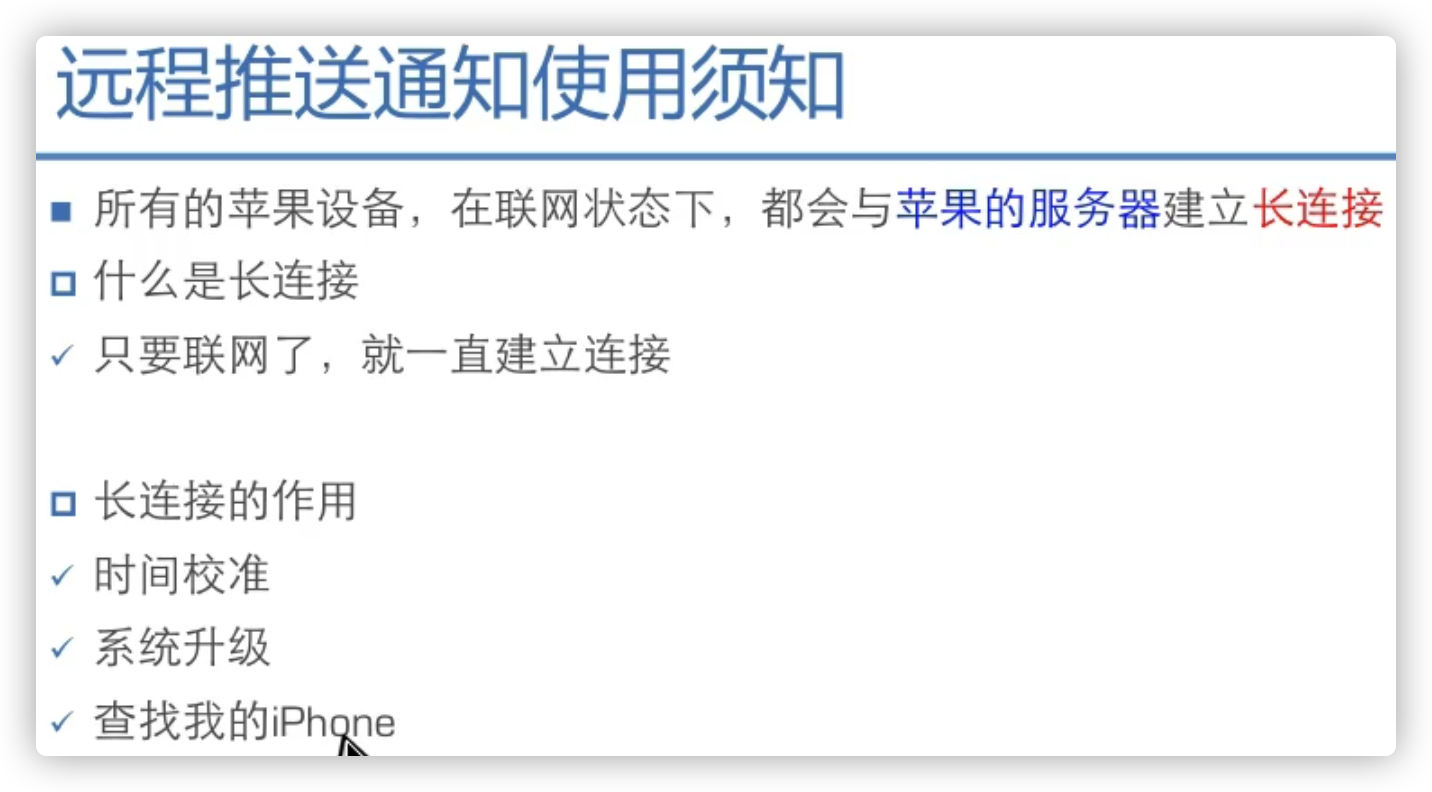 远程推送通知使用须知
所有的苹果设备，在联网状态下，都会与苹果的服务器建立长连接
什么是长连接
只要联网了，就一直建立连接
长连接的作用
时间校准
系统升级
查找我的iPhone